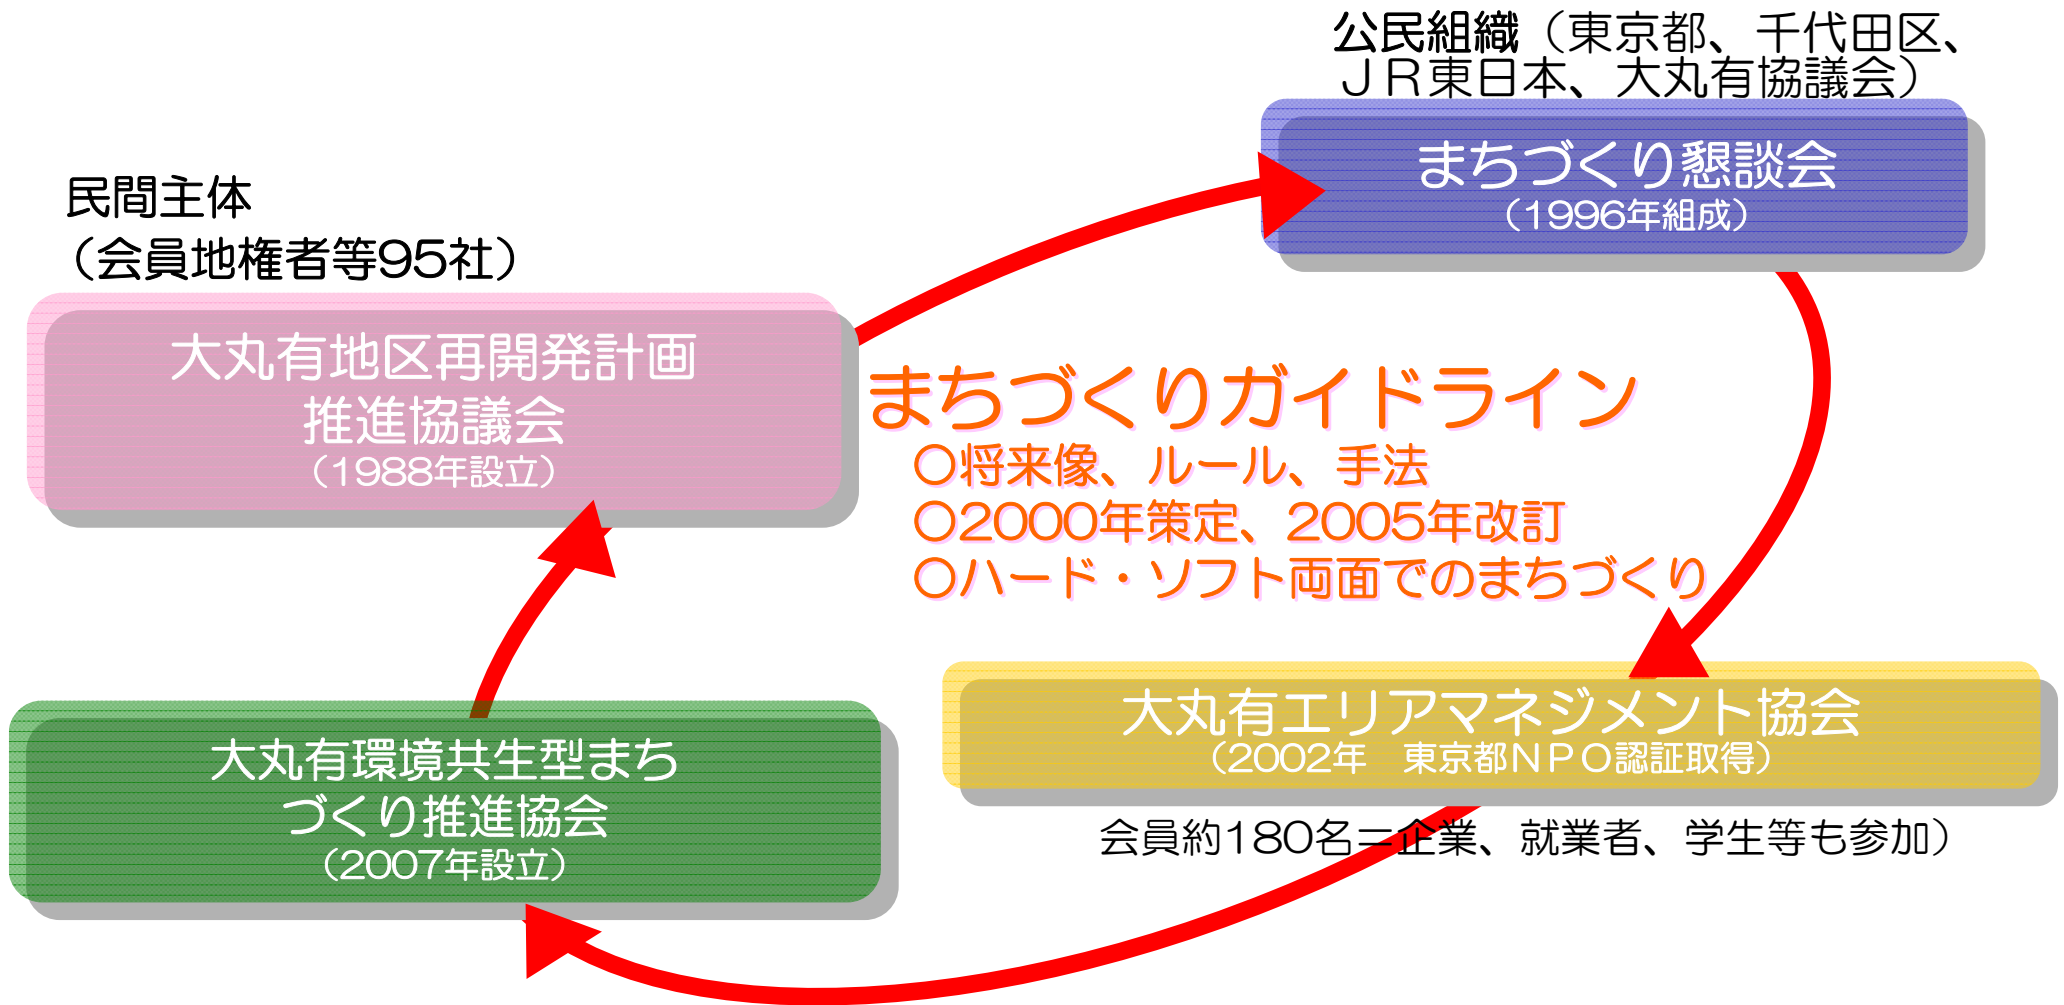 公民組織（東京都、千代田区、
ＪＲ東日本、大丸有協議会）
まちづくり懇談会
（1996年組成）
民間主体
（会員地権者等95社）
大丸有地区再開発計画
推進協議会
（1988年設立）
まちづくりガイドライン
○将来像、ルール、手法
○2000年策定、2005年改訂
○ハード・ソフト両面でのまちづくり
大丸有エリアマネジメント協会
（2002年　東京都ＮＰＯ認証取得）
会員約180名＝企業、就業者、学生等も参加）
大丸有環境共生型まち
づくり推進協会
（2007年設立）